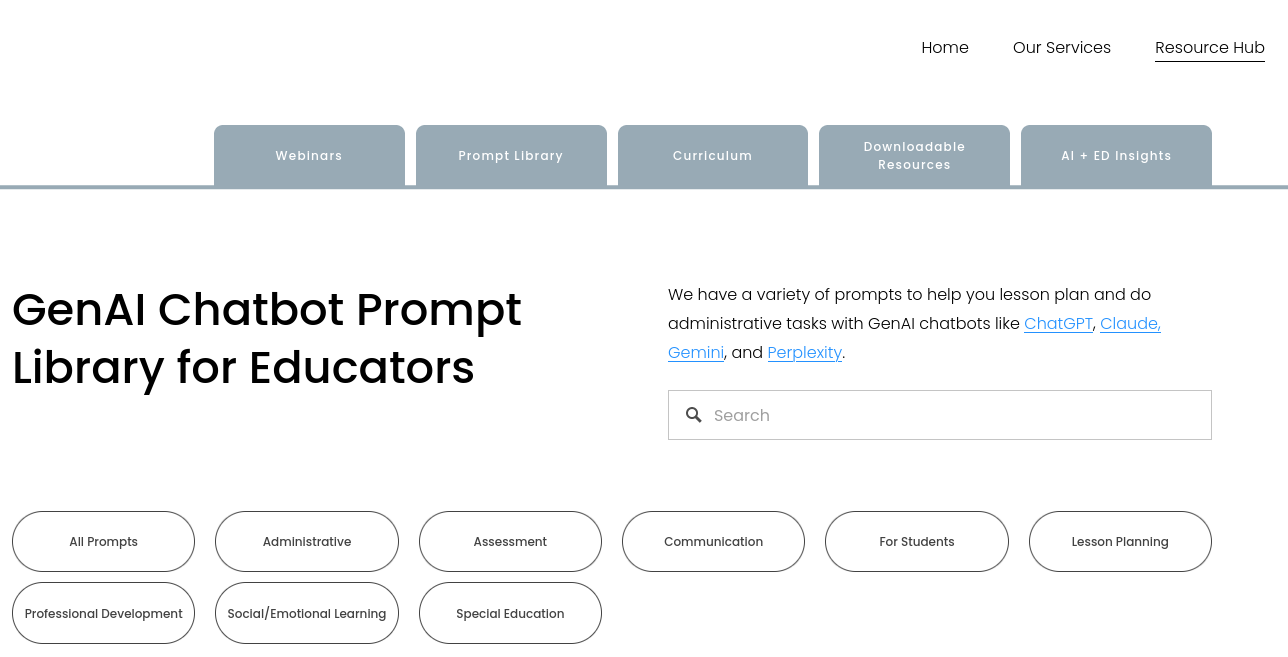 Home Our Services Resource Hub
Webinars Prompt Library Curriculum Downloadable Resources AI + ED Insights
GenAI Chatbot Prompt
Library for Educators
We have a variety of prompts to help you lesson plan and do
administrative tasks with GenAI chatbots like ChatGPT, Claude,
Gemini, and Perplexity.
Search
All Prompts Administrative Assessment Communication For Students Lesson Planning
Professional Development Social/Emotional Learning Special Education